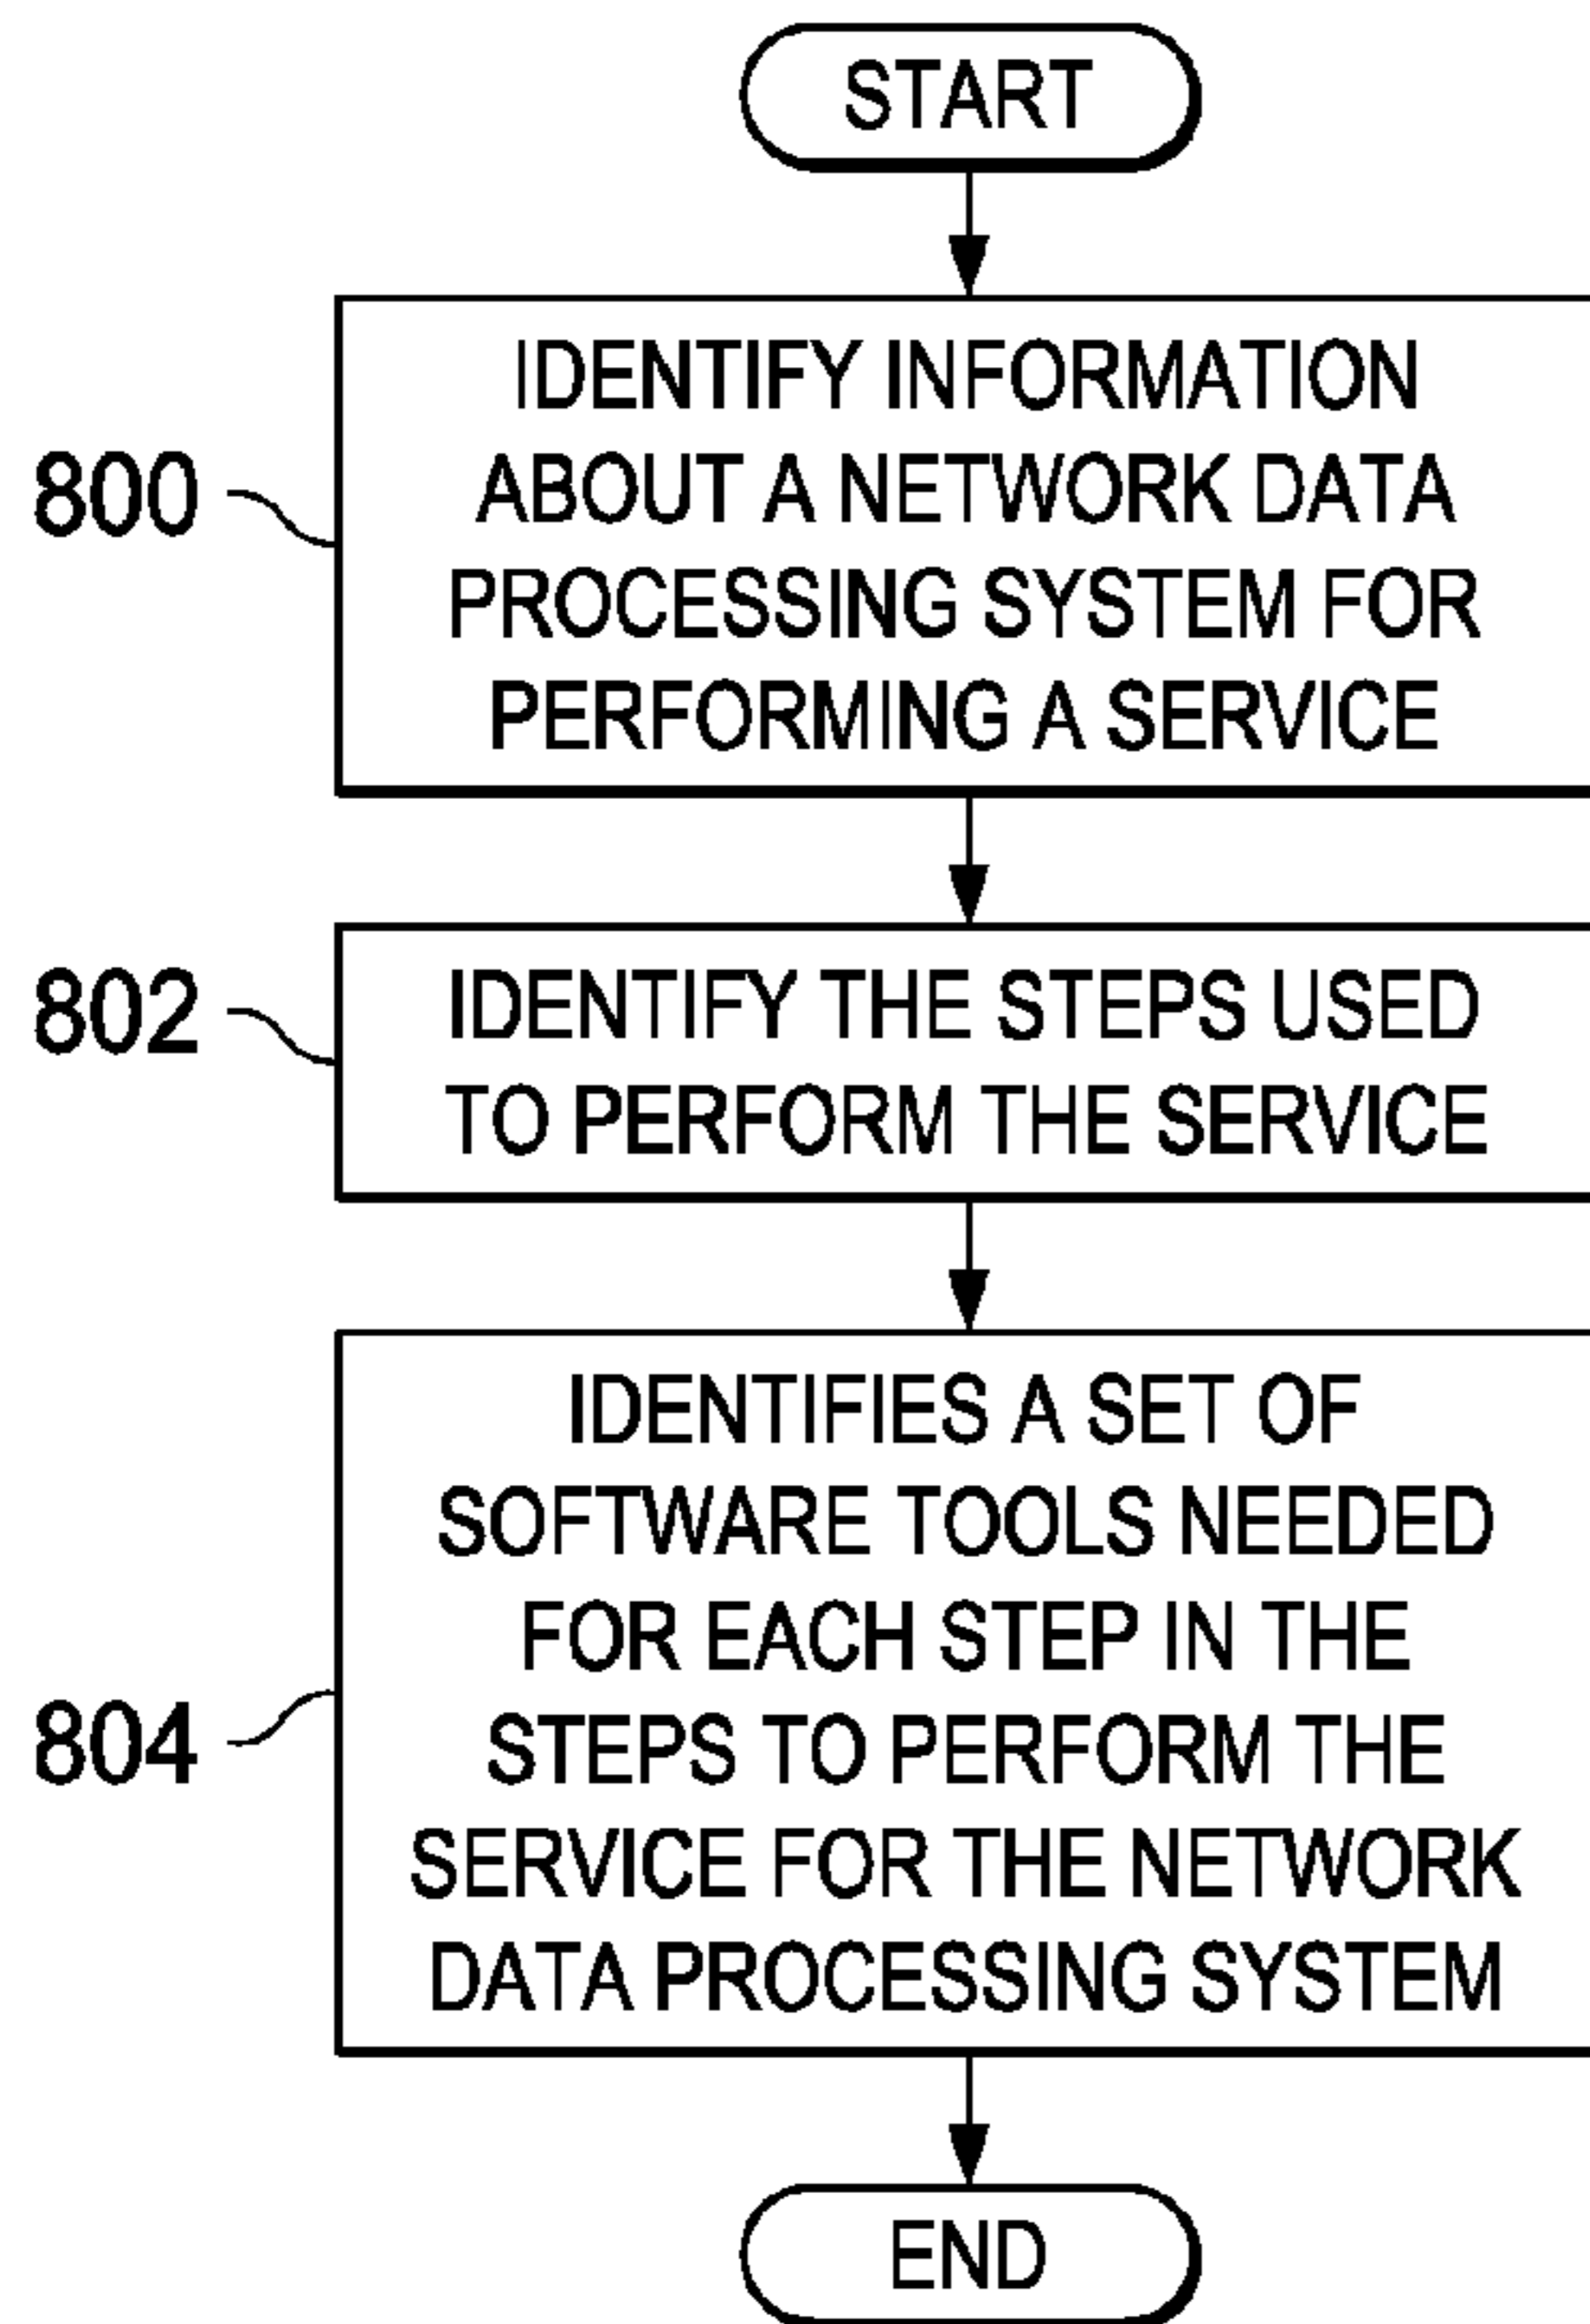 START
IDENTIFY INFORMATION
ABOUT A NETWORK DATA
PROCESSING SYSTEM FOR
PERFORMING A SERVICE
800
IDENTIFY THE STEPS USED
TO PERFORM THE SERVICE
802
IDENTIFIES A SET OF
SOFTWARE TOOLS NEEDED
FOR EACH STEP IN THE
STEPS TO PERFORM THE
SERVICE FOR THE NETWORK
DATA PROCESSING SYSTEM
804
END